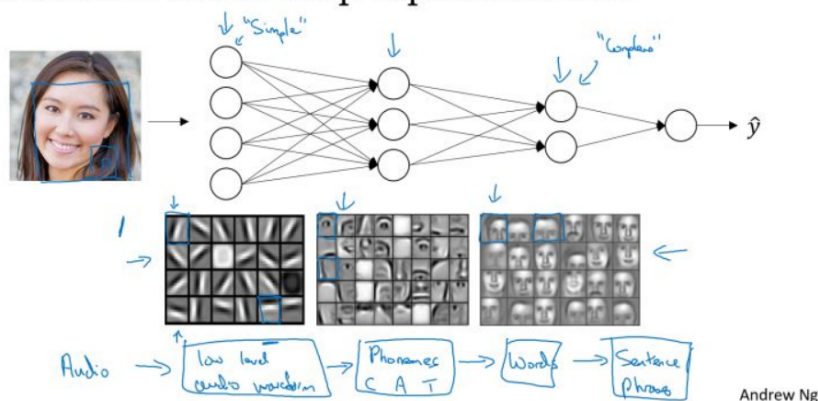 "Simple"
"Complex"
ŷ
Audio
low level
audio waveform
Phonemes
C A T
Words
Sentence
phrase
Andrew Ng